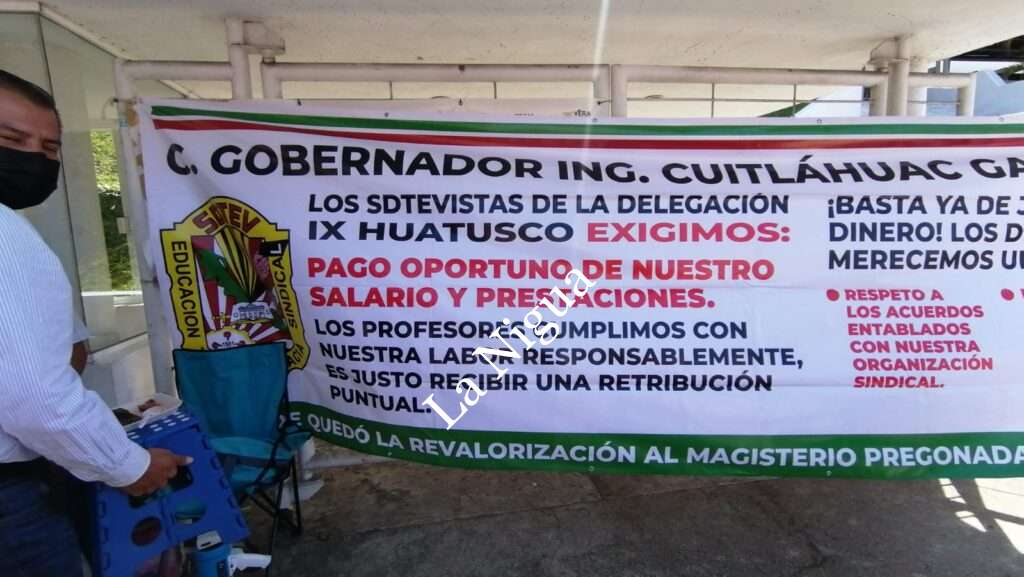 C. GOBERNADOR ING. CUITLÁHUAC GA
LOS SDTEVISTAS DE LA DELEGACIÓN
IX HUATUSCO EXIGIMOS:
PAGO OPORTUNO DE NUESTRO
SALARIO Y PRESTACIONES.
LOS PROFESORES CUMPLIMOS CON
NUESTRA LABOR RESPONSABLEMENTE,
ES JUSTO RECIBIR UNA RETRIBUCIÓN
PUNTUAL.
¡BASTA YA DE J
DINERO! LOS D
MERECEMOS U
RESPETO A
LOS ACUERDOS
ENTABLADOS
CON NUESTRA
ORGANIZACIÓN
SINDICAL.
SDTEV
EDUCACION
SINDICAL
E QUEDÓ LA REVALORIZACIÓN AL MAGISTERIO PREGONADA
La Nigua